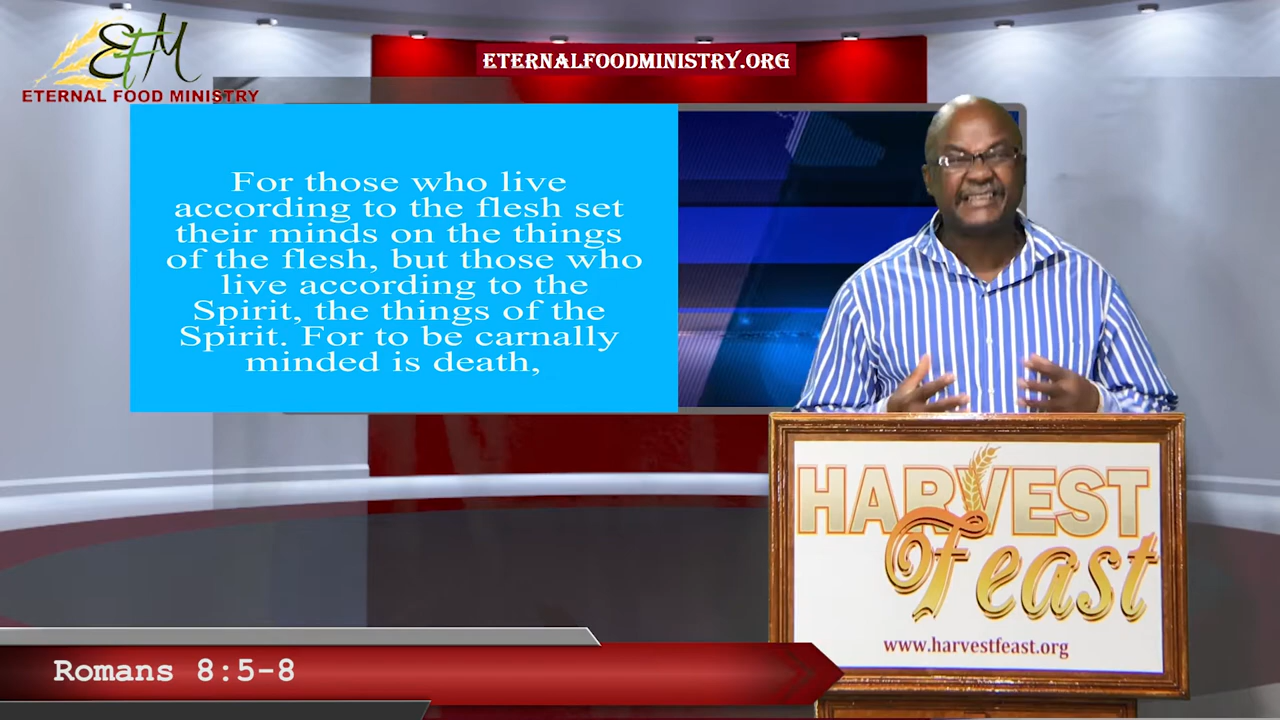 EFM
ETERNAL FOOD MINISTRY
ETERNALFOODMINISTRY.ORG
For those who live
according to the flesh set
their minds on the things
of the flesh, but those who
live according to the
Spirit, the things of the
Spirit. For to be carnally
minded is death,
HARVEST
Feast
www.harvestfeast.org
Romans 8:5-8